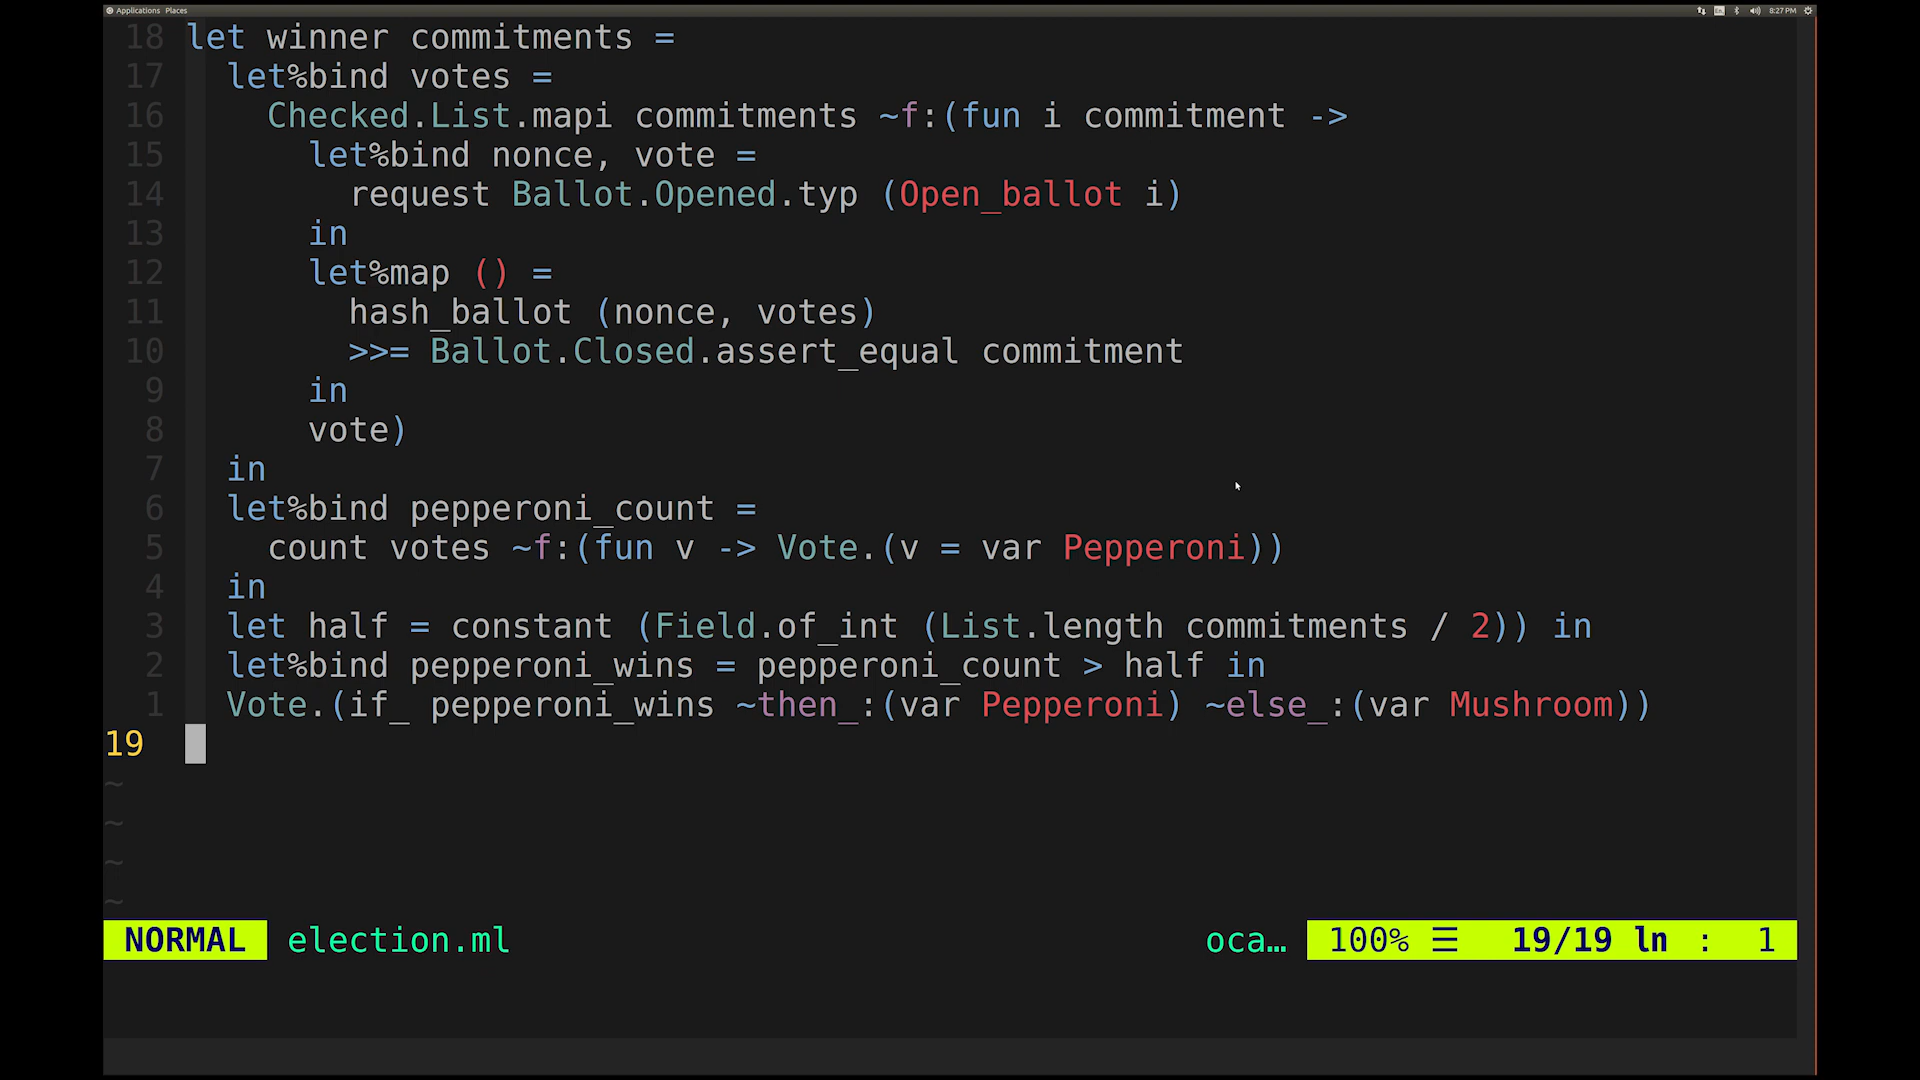 Applications Places
En 8:27 PM
18 let winner commitments =
17 let%bind votes =
16 Checked.List.mapi commitments ~f:(fun i commitment ->
15 let%bind nonce, vote =
14 request Ballot.Opened.typ (Open_ballot i)
13 in
12 let%map () =
11 hash_ballot (nonce, votes)
10 >>= Ballot.Closed.assert_equal commitment
9 in
8 vote)
7 in
6 let%bind pepperoni_count =
5 count votes ~f:(fun v -> Vote.(v = var Pepperoni))
4 in
3 let half = constant (Field.of_int (List.length commitments / 2)) in
2 let%bind pepperoni_wins = pepperoni_count > half in
1 Vote.(if_ pepperoni_wins ~then_:(var Pepperoni) ~else_:(var Mushroom))
19
~
~
~
~
NORMAL election.ml oca… 100% ☰ 19/19 ln : 1